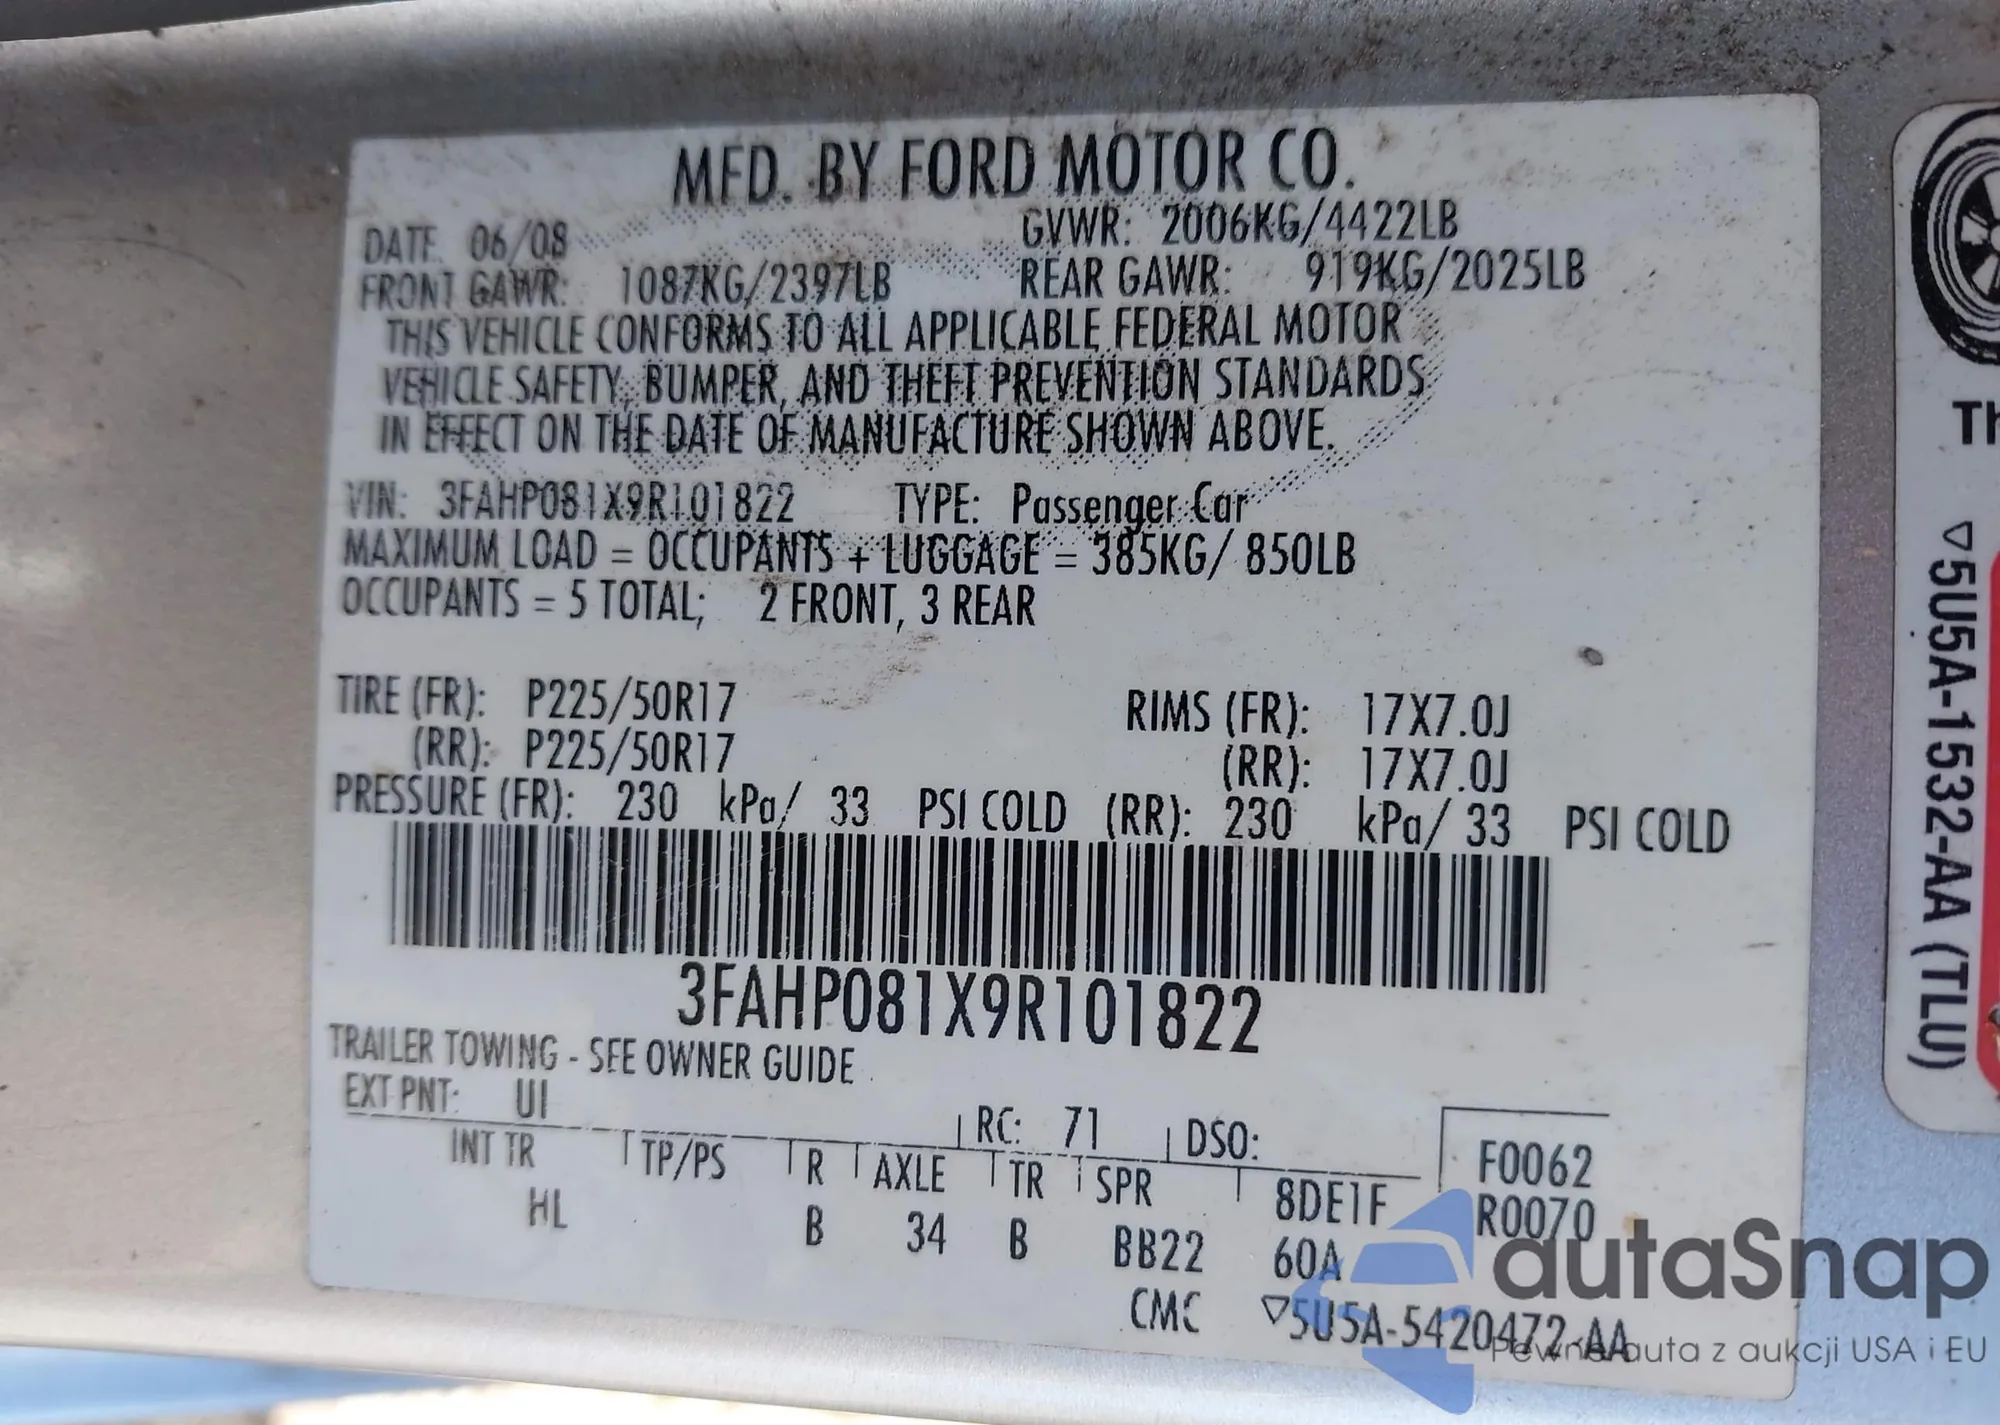 MFD. BY FORD MOTOR CO.
DATE 06/08 GVWR: 2006KG/4422LB
FRONT GAWR: 1087KG/2397LB REAR GAWR: 919KG/2025LB
THIS VEHICLE CONFORMS TO ALL APPLICABLE FEDERAL MOTOR
VEHICLE SAFETY, BUMPER, AND THEFT PREVENTION STANDARDS
IN EFFECT ON THE DATE OF MANUFACTURE SHOWN ABOVE.
VIN: 3FAHP081X9R101822 TYPE: Passenger Car
MAXIMUM LOAD = OCCUPANTS + LUGGAGE = 385KG/ 850LB
OCCUPANTS = 5 TOTAL; 2 FRONT, 3 REAR
TIRE (FR): P225/50R17 RIMS (FR): 17X7.0J
(RR): P225/50R17 (RR): 17X7.0J
PRESSURE (FR): 230 kPa/ 33 PSI COLD (RR): 230 kPa/ 33 PSI COLD
3FAHP081X9R101822
TRAILER TOWING - SEE OWNER GUIDE
EXT PNT: UI RC: 71 DSO: F0062
INT TR TP/PS R AXLE TR SPR 8DE1F R0070
HL B 34 B BB22 60A
CMC ▽5U5A-5420472-AA
Th
▽5U5A-1532-AA (TLU)
autaSnap
Pewne auta z aukcji USA i EU